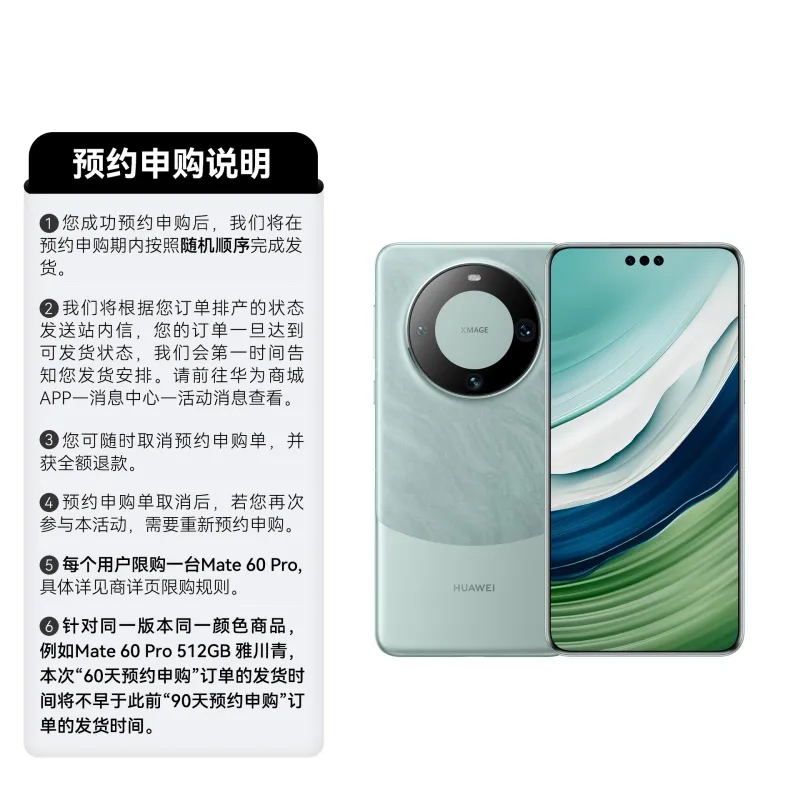 预约申购说明
1 您成功预约申购后，我们将在
预约申购期内按照随机顺序完成发
货。
2 我们将根据您订单排产的状态
发送站内信，您的订单一旦达到
可发货状态，我们会第一时间告
知您发货安排。请前往华为商城
APP—消息中心—活动消息查看。
3 您可随时取消预约申购单，并
获全额退款。
4 预约申购单取消后，若您再次
参与本活动，需要重新预约申购。
5 每个用户限购一台Mate 60 Pro,
具体详见商详页限购规则。
6 针对同一版本同一颜色商品，
例如Mate 60 Pro 512GB 雅川青，
本次“60天预约申购”订单的发货时
间将不早于此前“90天预约申购”订
单的发货时间。
XMAGE
HUAWEI